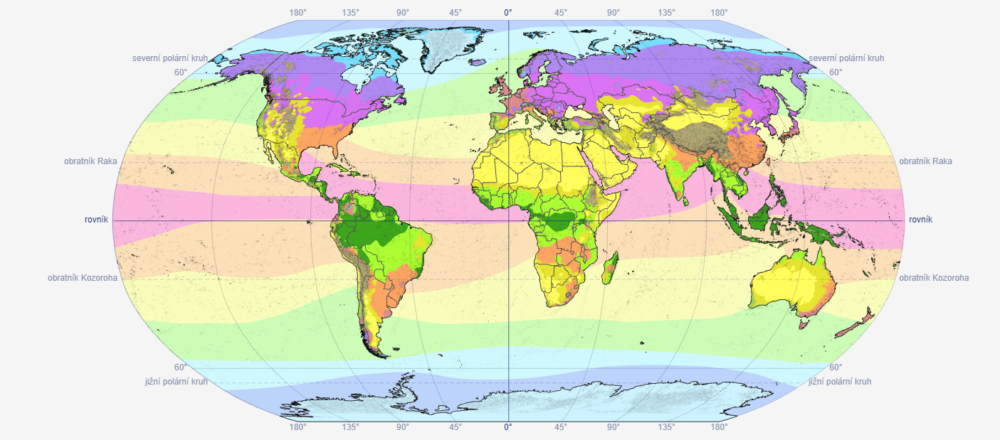 180° 135° 90° 45° 0° 45° 90° 135° 180°
severní polární kruh severní polární kruh
60° 60°
obratník Raka obratník Raka
rovník rovník
obratník Kozoroha obratník Kozoroha
60° 60°
jižní polární kruh jižní polární kruh
180° 135° 90° 45° 0° 45° 90° 135° 180°